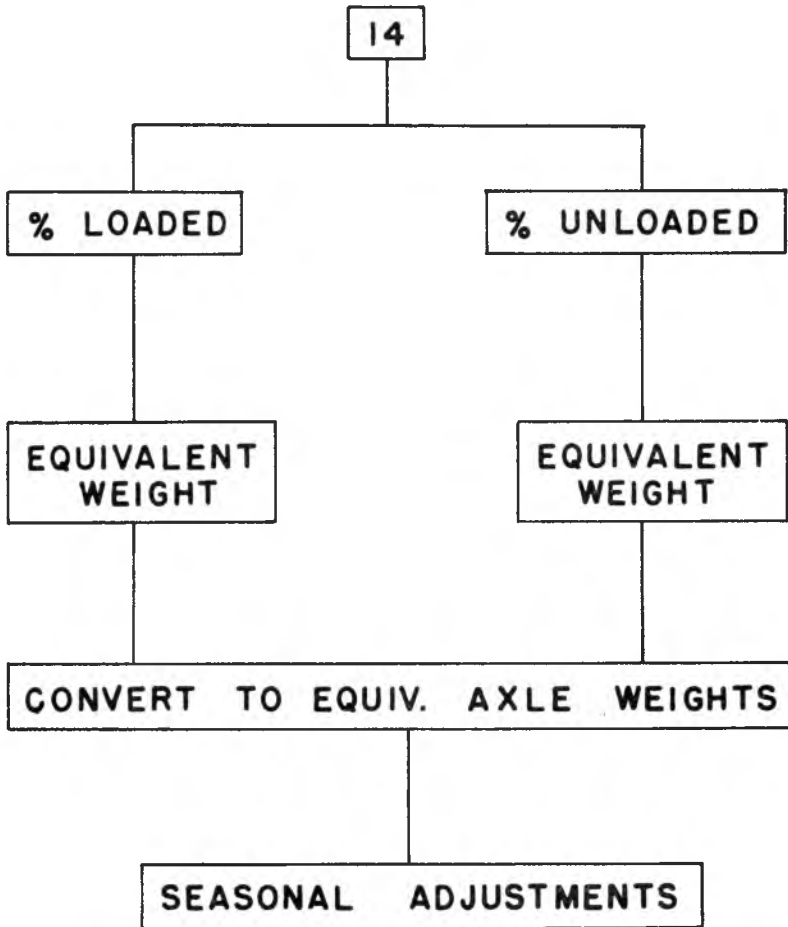 14
% LOADED
% UNLOADED
EQUIVALENT
WEIGHT
EQUIVALENT
WEIGHT
CONVERT TO EQUIV. AXLE WEIGHTS
SEASONAL ADJUSTMENTS